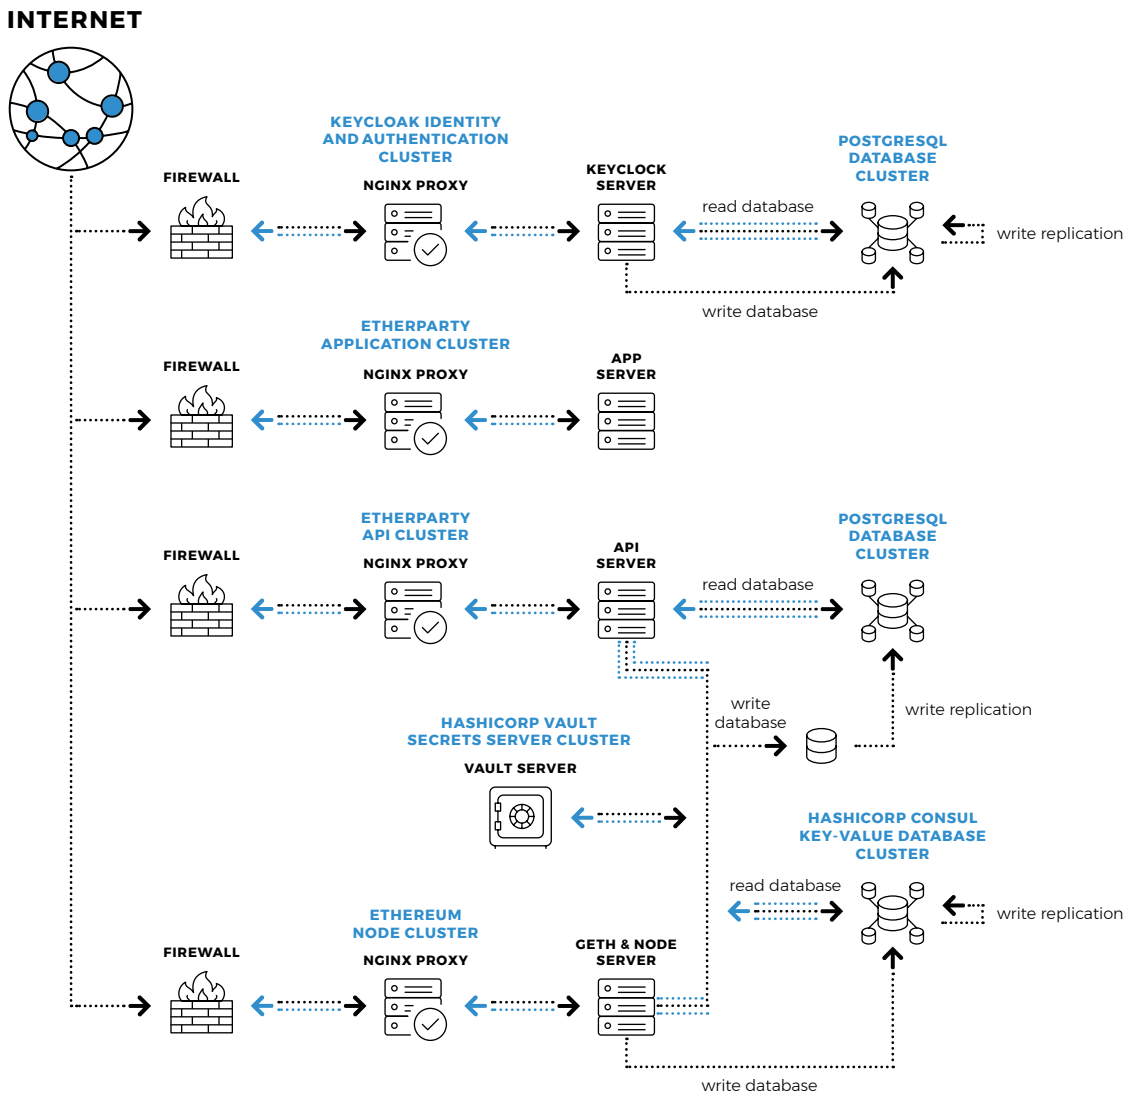 INTERNET
KEYCLOAK IDENTITY
AND AUTHENTICATION
CLUSTER
POSTGRESQL
DATABASE
CLUSTER
FIREWALL
NGINX PROXY
KEYCLOCK
SERVER
read database
write replication
write database
ETHERPARTY
APPLICATION CLUSTER
FIREWALL
NGINX PROXY
APP
SERVER
ETHERPARTY
API CLUSTER
POSTGRESQL
DATABASE
CLUSTER
FIREWALL
NGINX PROXY
API
SERVER
read database
write
database
write replication
HASHICORP VAULT
SECRETS SERVER CLUSTER
VAULT SERVER
HASHICORP CONSUL
KEY-VALUE DATABASE
CLUSTER
read database
write replication
ETHEREUM
NODE CLUSTER
FIREWALL
NGINX PROXY
GETH & NODE
SERVER
write database